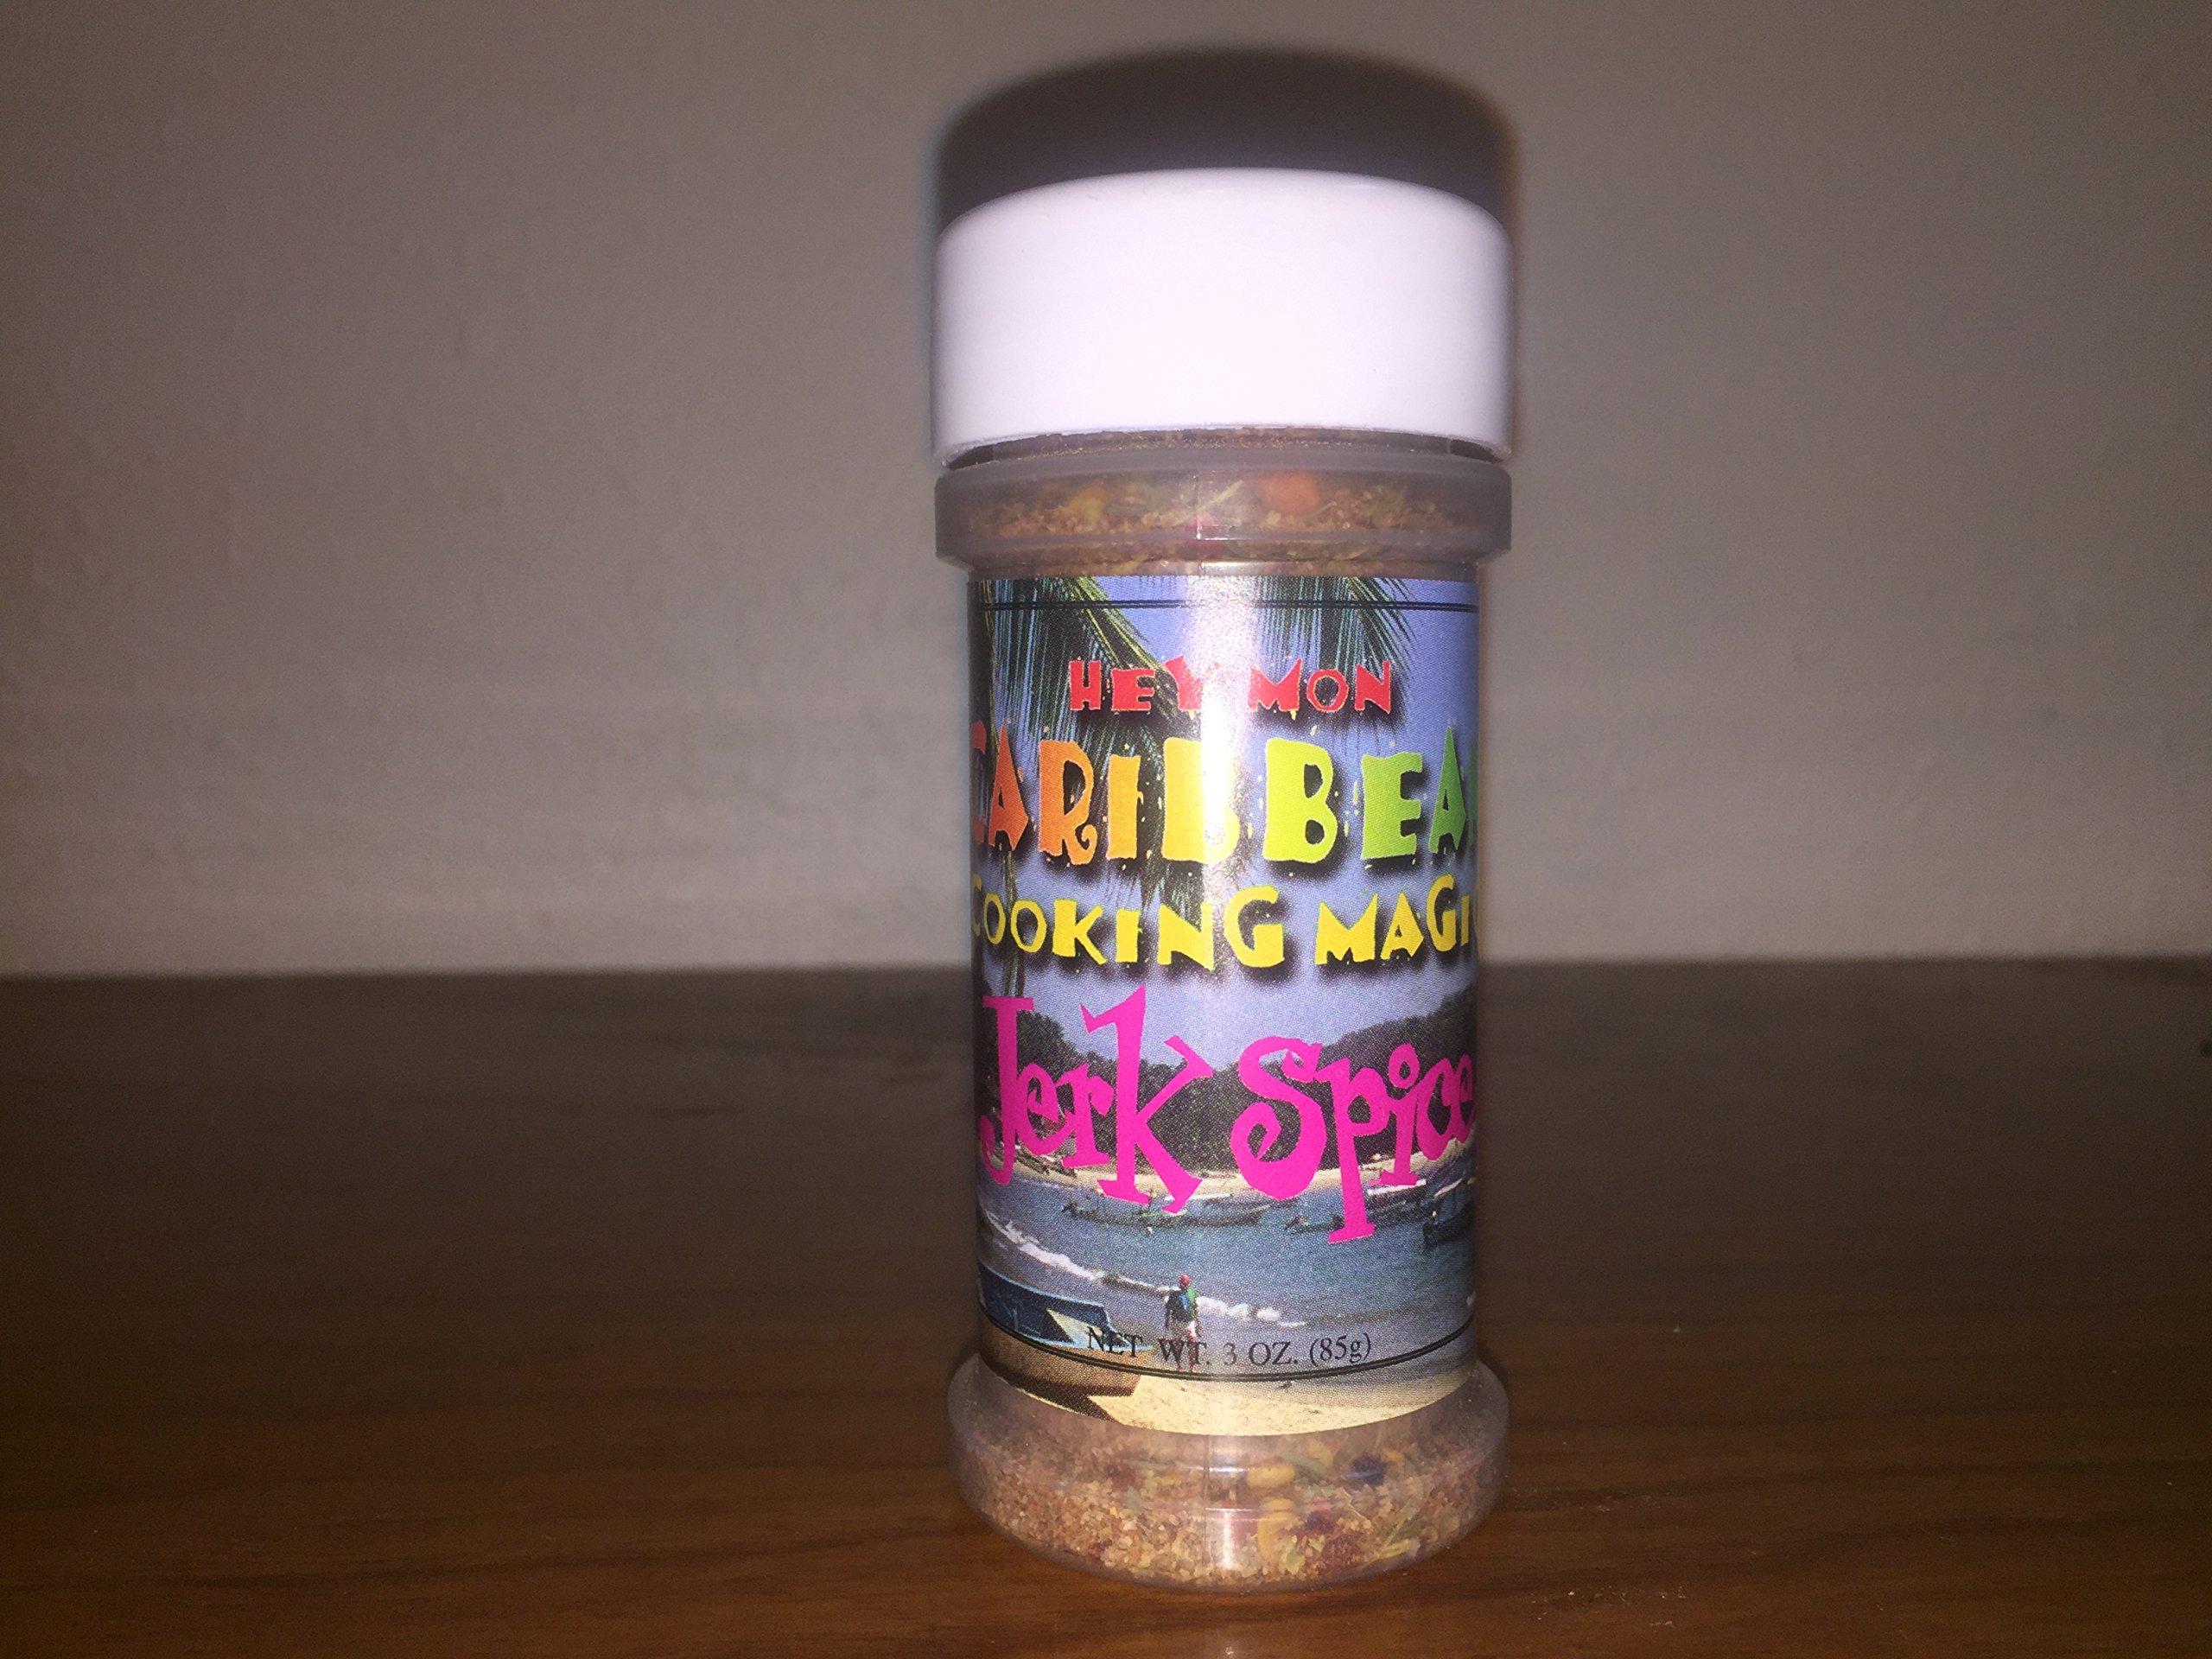 HEY MON
CARIBBEAN
COOKING MAGIC
Jerk Spice
NET WT. 3 OZ. (85g)